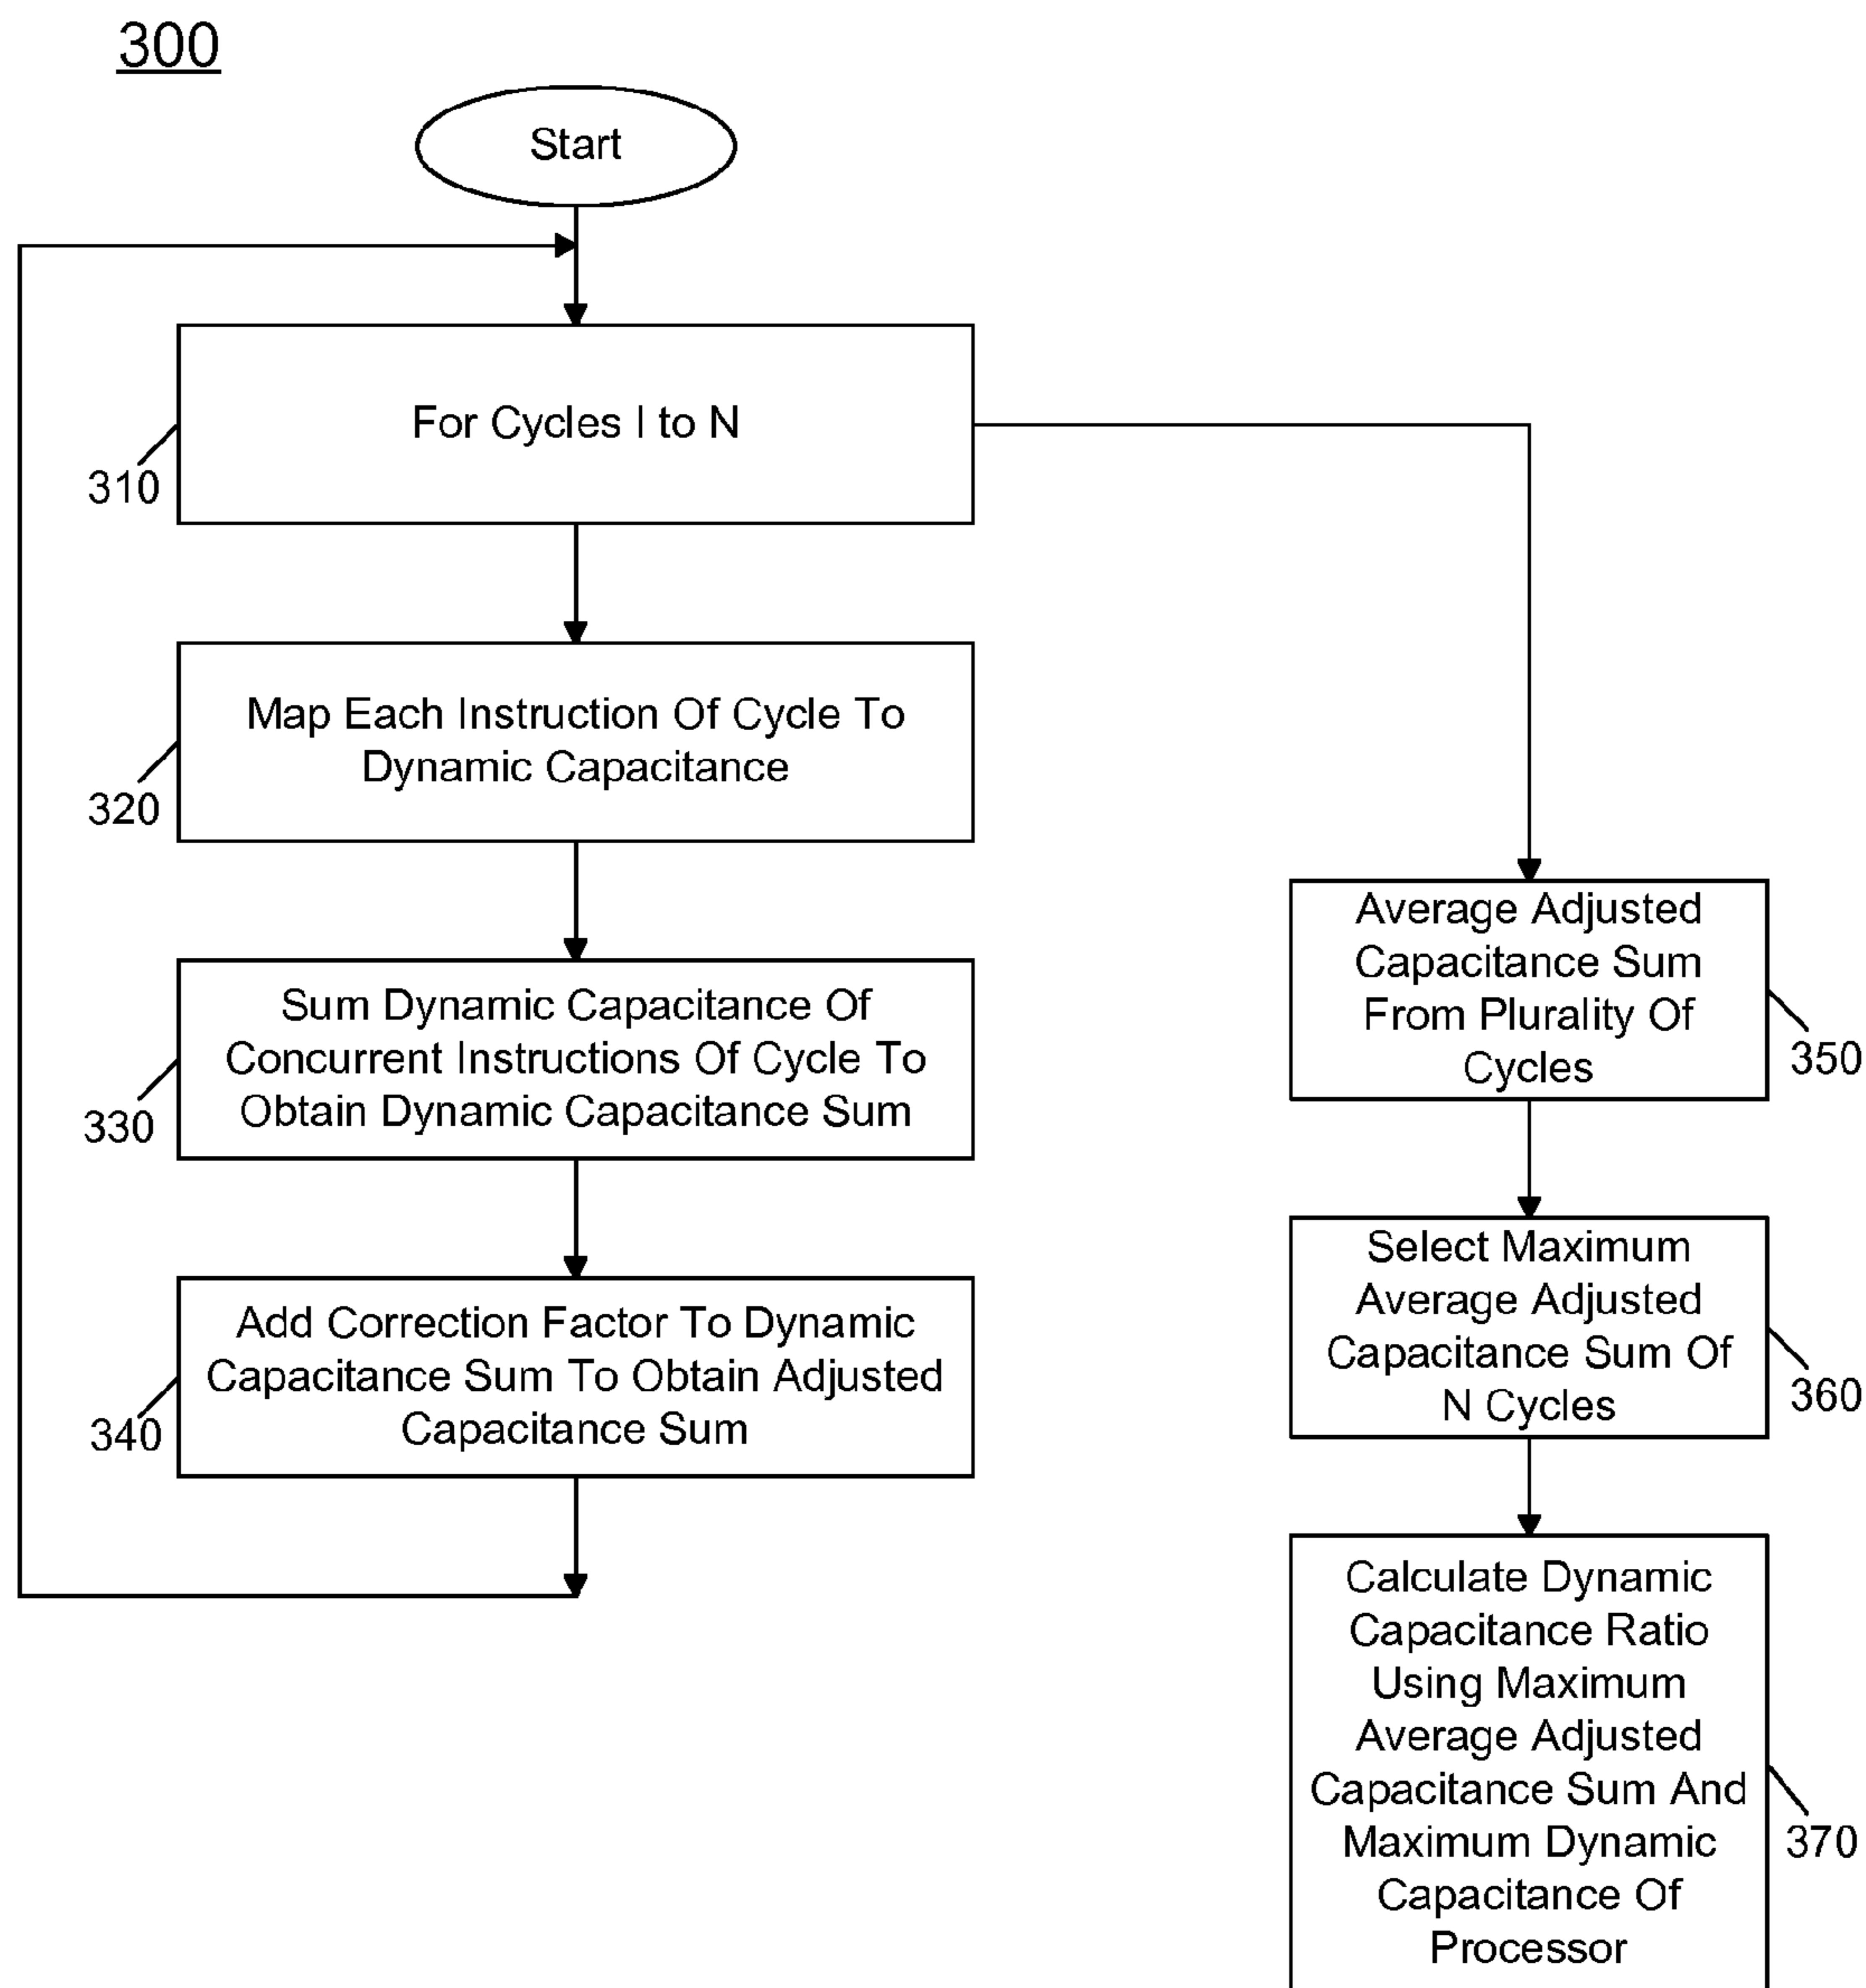 300
Start
For Cycles I to N
310
Map Each Instruction Of Cycle To
Dynamic Capacitance
320
Sum Dynamic Capacitance Of
Concurrent Instructions Of Cycle To
Obtain Dynamic Capacitance Sum
330
Add Correction Factor To Dynamic
Capacitance Sum To Obtain Adjusted
Capacitance Sum
340
Average Adjusted
Capacitance Sum
From Plurality Of
Cycles
350
Select Maximum
Average Adjusted
Capacitance Sum Of
N Cycles
360
Calculate Dynamic
Capacitance Ratio
Using Maximum
Average Adjusted
Capacitance Sum And
Maximum Dynamic
Capacitance Of
Processor
370